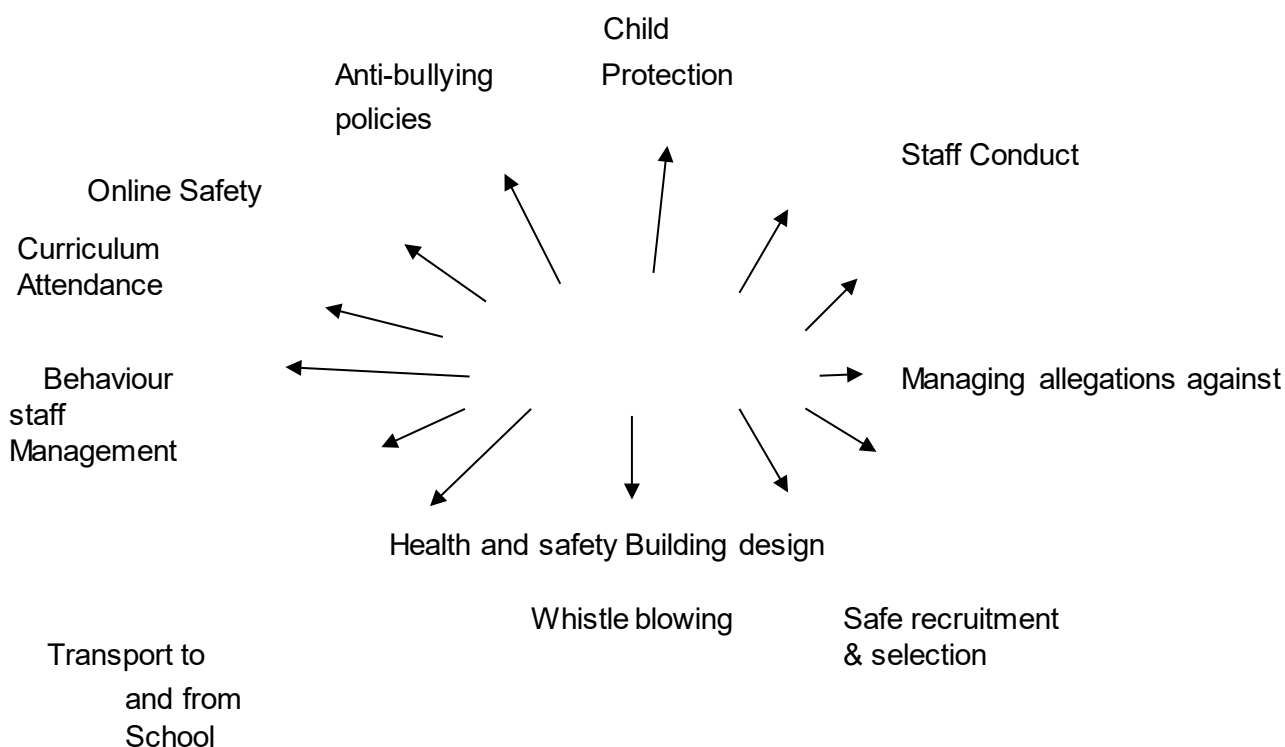 Child
Anti-bullying Protection
policies
Staff Conduct
Online Safety
Curriculum
Attendance
Behaviour Managing allegations against
staff
Management
Health and safety Building design
Whistle blowing Safe recruitment
& selection
Transport to
and from
School